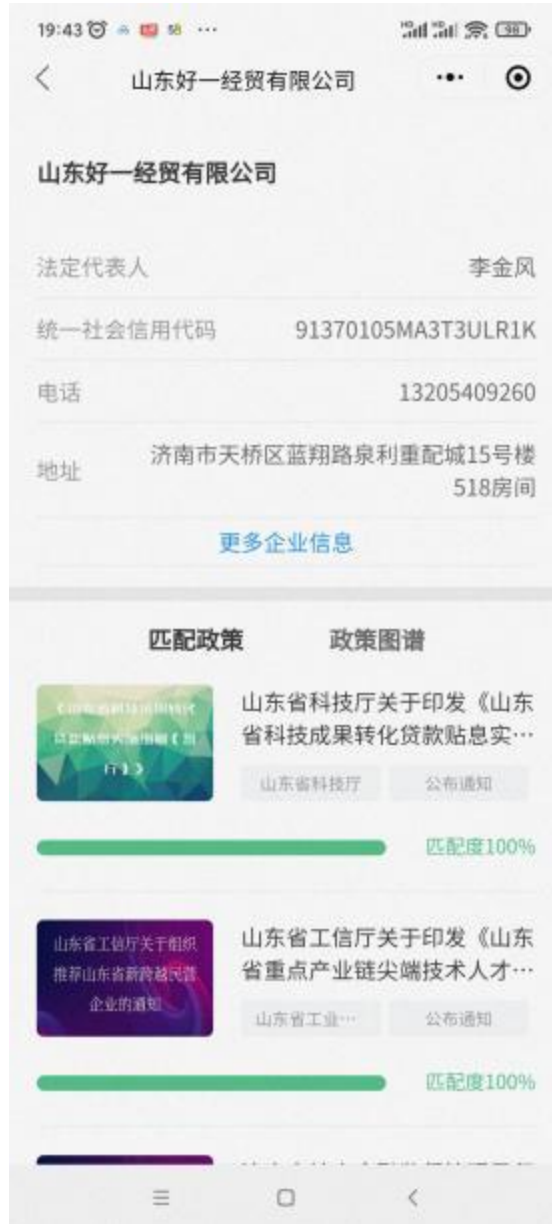 19:43
58
98
山东好一经贸有限公司
山东好一经贸有限公司
法定代表人
李金风
统一社会信用代码
91370105MA3T3ULR1K
电话
13205409260
地址
济南市天桥区蓝翔路泉利重配城15号楼
518房间
更多企业信息
匹配政策
政策图谱
山东省科技厅关于印发《山东
省科技成果转化贷款贴息实…
山东省科技厅
公布通知
匹配度100%
山东省工信厅关于组织
推荐山东省新跨越民营
企业的通知
山东省工信厅关于印发《山东
省重点产业链尖端技术人才…
山东省工业…
公布通知
匹配度100%